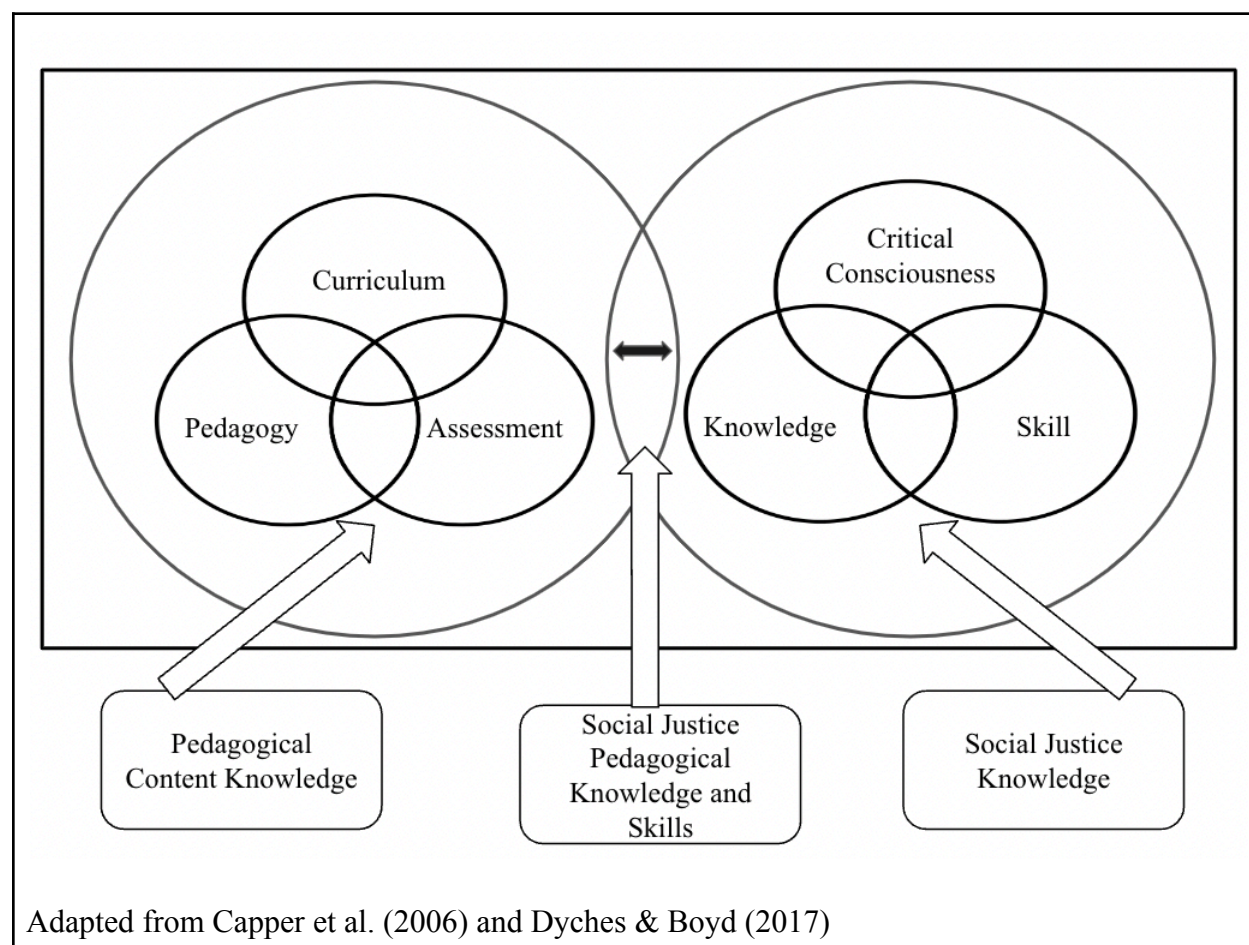 Curriculum
Pedagogy
Assessment
Critical
Consciousness
Knowledge
Skill
Pedagogical
Content Knowledge
Social Justice
Pedagogical
Knowledge and
Skills
Social Justice
Knowledge
Adapted from Capper et al. (2006) and Dyches & Boyd (2017)